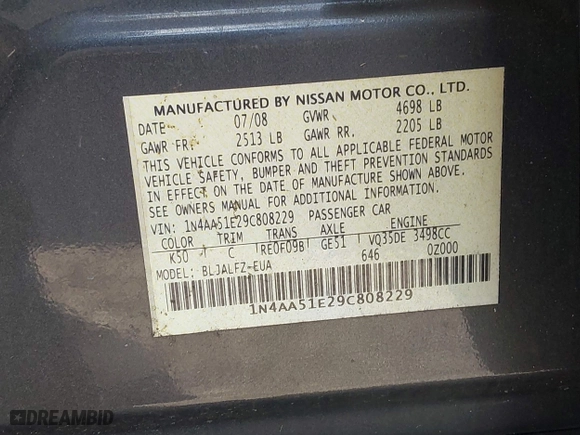 MANUFACTURED BY NISSAN MOTOR CO., LTD.
DATE 07/08 GVWR 4698 LB
GAWR FR. 2513 LB GAWR RR. 2205 LB
THIS VEHICLE CONFORMS TO ALL APPLICABLE FEDERAL MOTOR
VEHICLE SAFETY, BUMPER AND THEFT PREVENTION STANDARDS
IN EFFECT ON THE DATE OF MANUFACTURE SHOWN ABOVE.
SEE OWNERS MANUAL FOR ADDITIONAL INFORMATION.
VIN: 1N4AA51E29C808229 PASSENGER CAR
COLOR TRIM TRANS AXLE ENGINE
K50 C RE0F09B GE51 VQ35DE 3498CC
MODEL: BLJALFZ-EUA 646 0Z000
1N4AA51E29C808229
DREAMBID